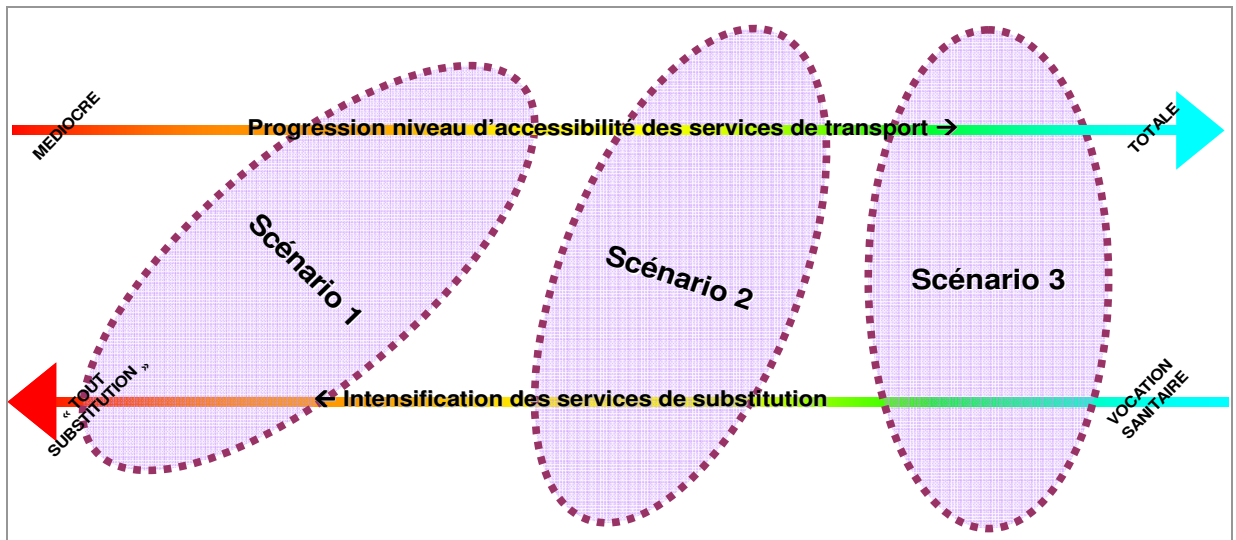 MEDIOCRE
Progression niveau d'accessibilité des services de transport →
TOTALE
Scénario 1
Scénario 2
Scénario 3
« TOUT
SUBSTITUTION »
← Intensification des services de substitution
VOCATION
SANITAIRE